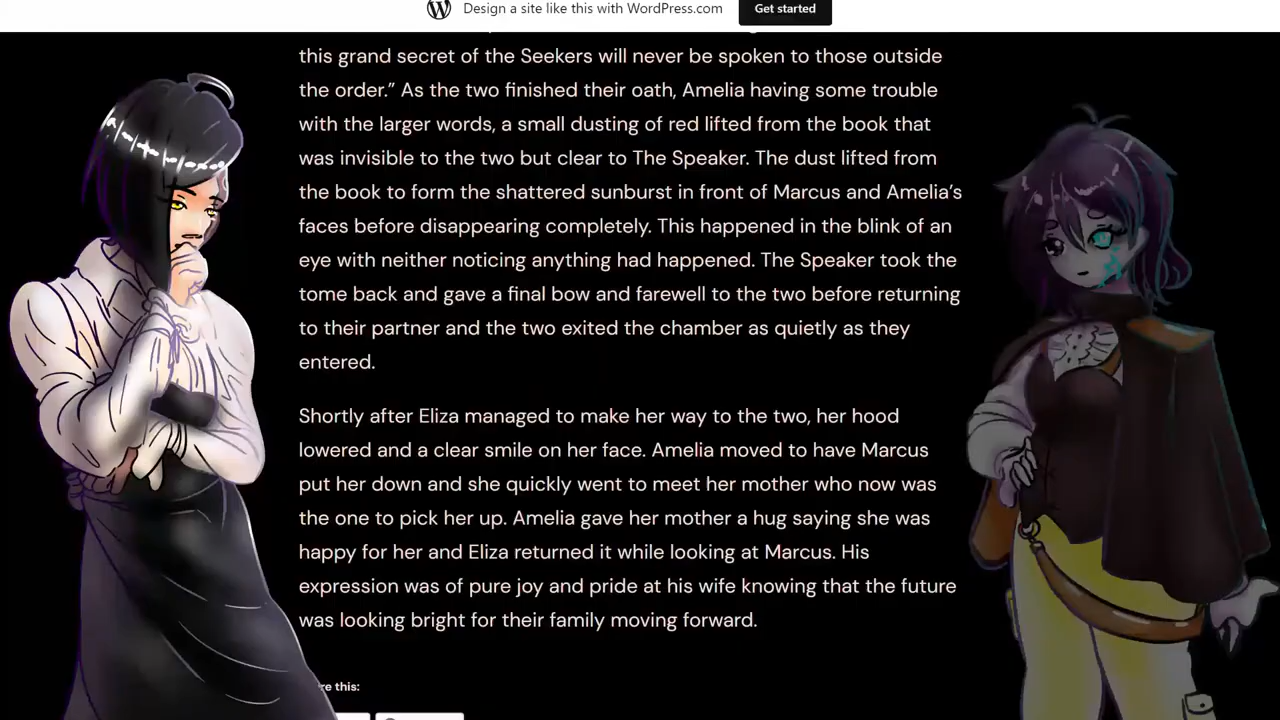 Design a site like this with WordPress.com
Get started
this grand secret of the Seekers will never be spoken to those outside
the order.” As the two finished their oath, Amelia having some trouble
with the larger words, a small dusting of red lifted from the book that
was invisible to the two but clear to The Speaker. The dust lifted from
the book to form the shattered sunburst in front of Marcus and Amelia’s
faces before disappearing completely. This happened in the blink of an
eye with neither noticing anything had happened. The Speaker took the
tome back and gave a final bow and farewell to the two before returning
to their partner and the two exited the chamber as quietly as they
entered.
Shortly after Eliza managed to make her way to the two, her hood
lowered and a clear smile on her face. Amelia moved to have Marcus
put her down and she quickly went to meet her mother who now was
the one to pick her up. Amelia gave her mother a hug saying she was
happy for her and Eliza returned it while looking at Marcus. His
expression was of pure joy and pride at his wife knowing that the future
was looking bright for their family moving forward.
re this: